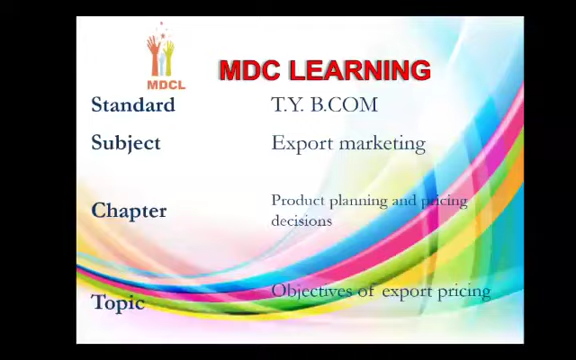 MDCL
MDC LEARNING
Standard T.Y. B.COM
Subject Export marketing
Chapter Product planning and pricing
decisions
Topic Objectives of export pricing